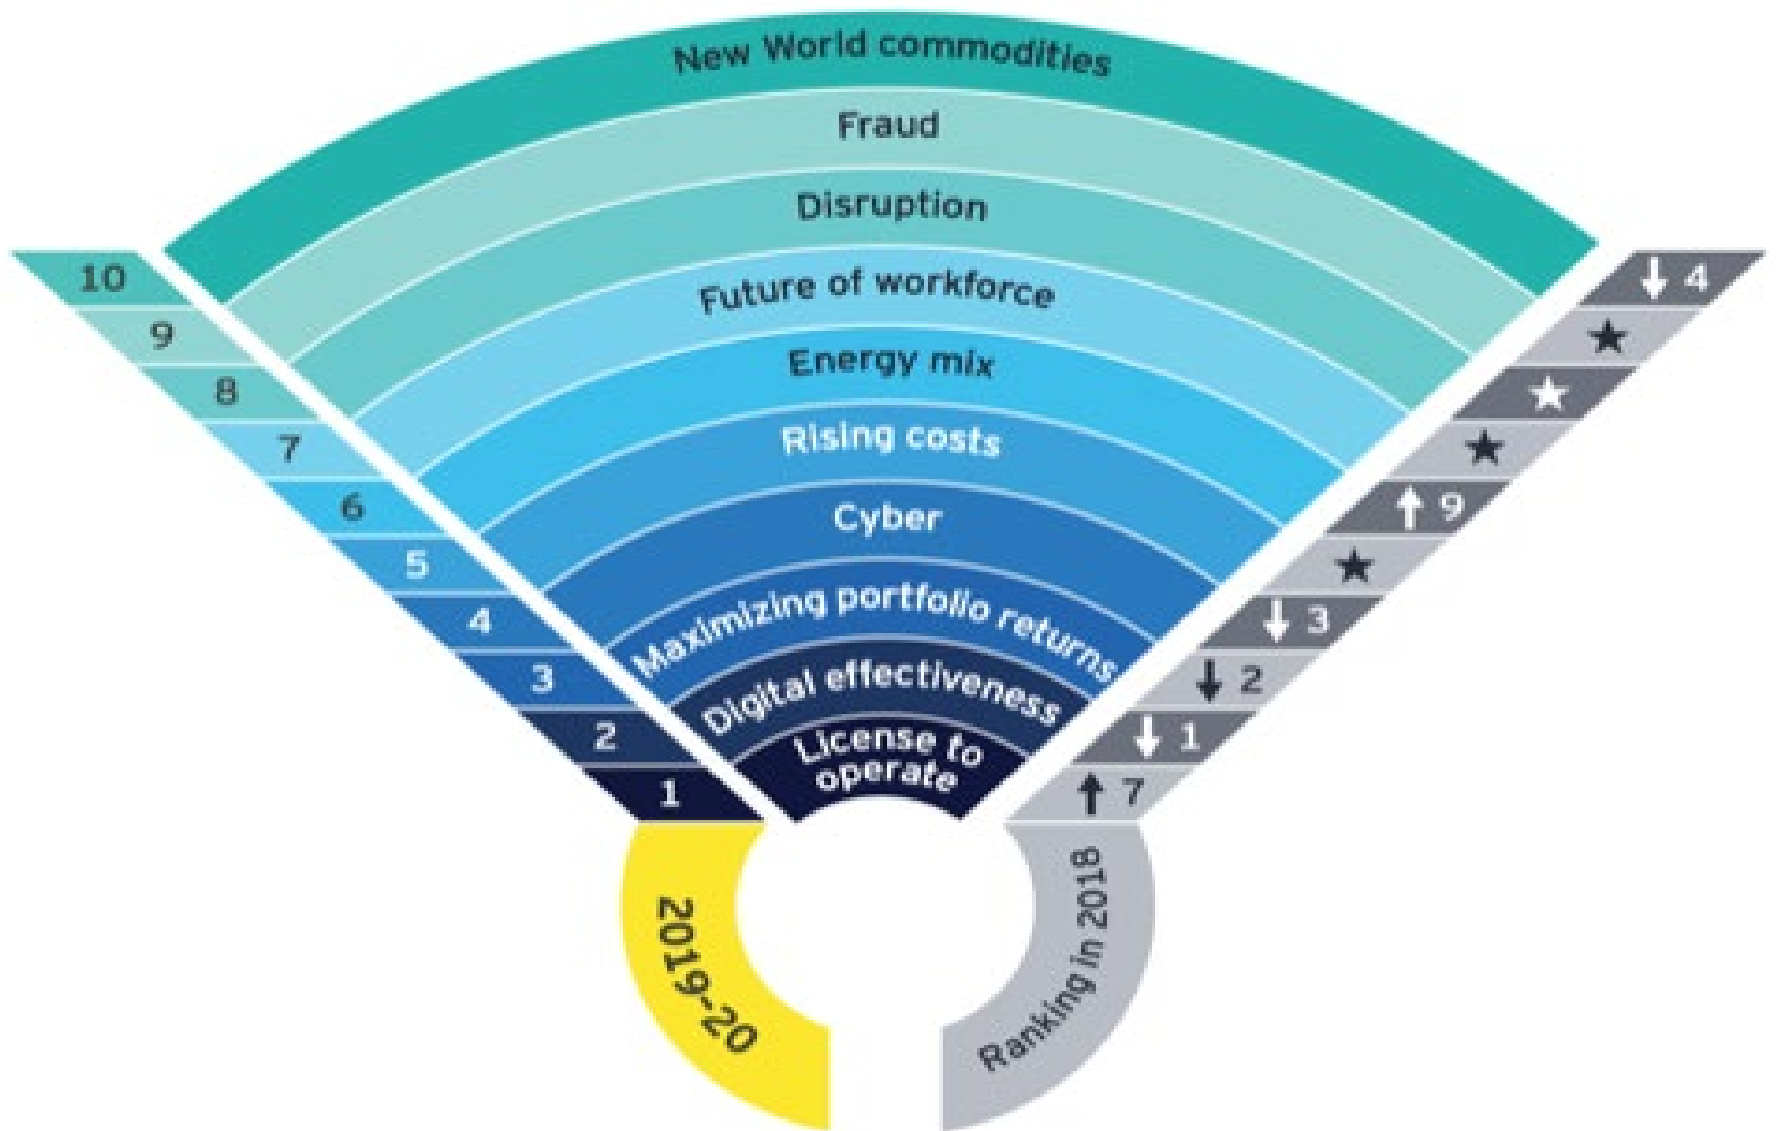 New World commodities
Fraud
Disruption
Future of workforce
Energy mix
Rising costs
Cyber
Maximizing portfolio returns
Digital effectiveness
License to
operate
10
9
8
7
6
5
4
3
2
1
2019-20
↓ 4
★
★
★
↑ 9
★
↓ 3
↓ 2
↓ 1
↑ 7
Ranking in 2018